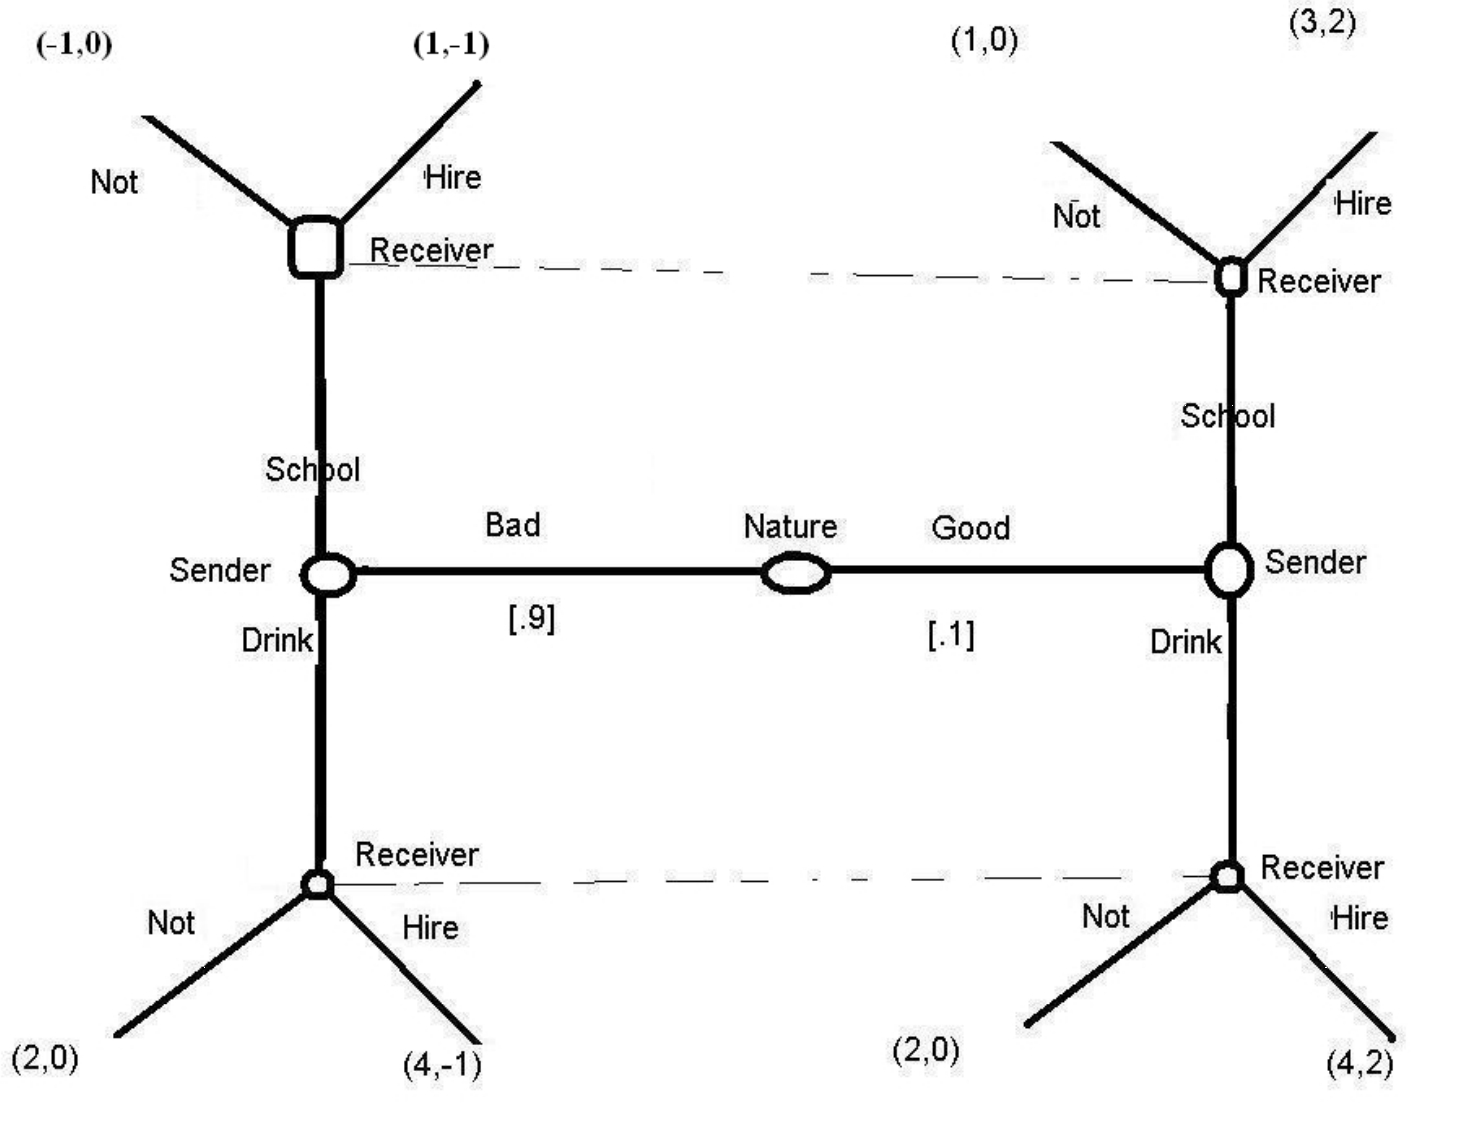 (-1,0)
(1,-1)
(1,0)
(3,2)
Not
Hire
Not
Hire
Receiver
Receiver
School
School
Bad
Nature
Good
Sender
Sender
[.9]
[.1]
Drink
Drink
Receiver
Receiver
Not
Hire
Not
Hire
(2,0)
(4,-1)
(2,0)
(4,2)